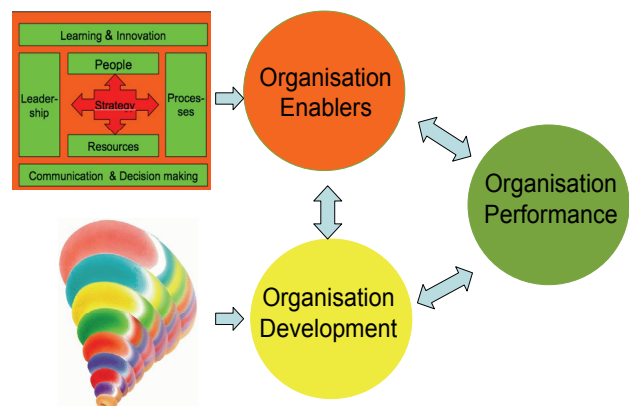 Learning & Innovation
People
Leader-
ship
Strategy
Proces-
ses
Resources
Communication & Decision making
Organisation
Enablers
Organisation
Performance
Organisation
Development